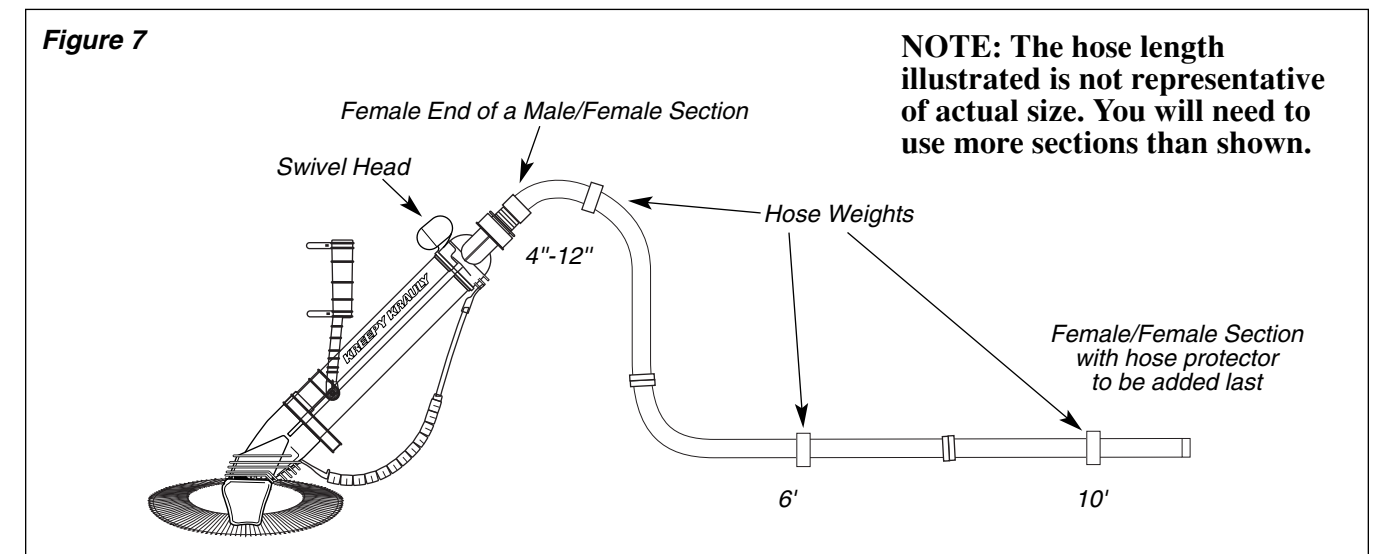 Figure 7
NOTE: The hose length
illustrated is not representative
of actual size. You will need to
use more sections than shown.
Female End of a Male/Female Section
Swivel Head
Hose Weights
4"-12"
KREEPY KRAULY
Female/Female Section
with hose protector
to be added last
6'
10'